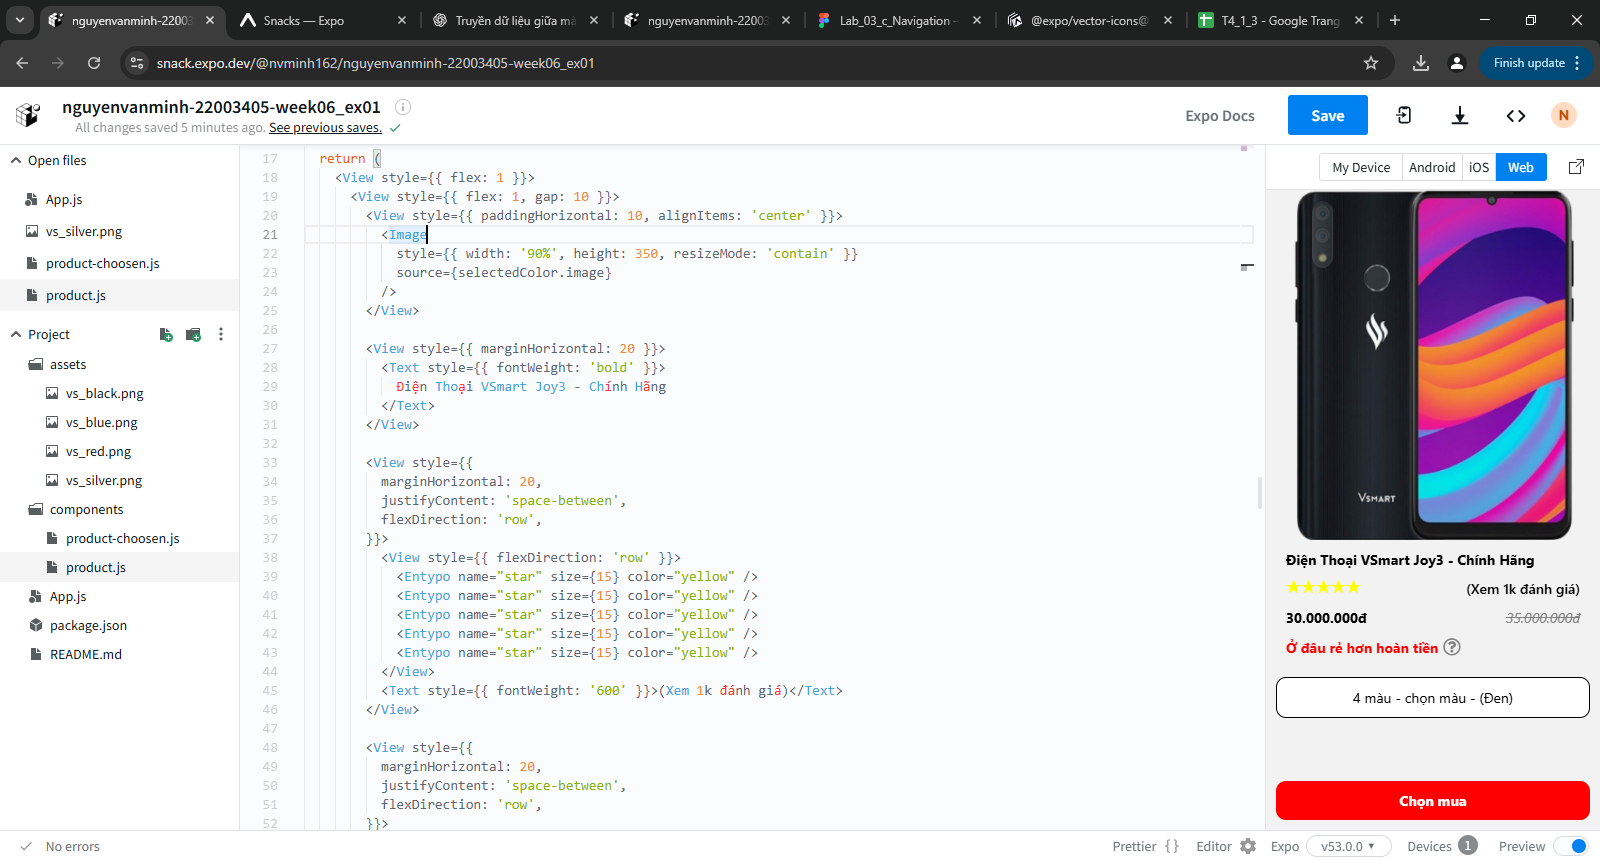 nguyenvanminh-22003
Snacks — Expo
Truyền dữ liệu giữa mà
nguyenvanminh-22003
Lab_03_c_Navigation –
@expo/vector-icons@
T4_1_3 - Google Trang
snack.expo.dev/@nvminh162/nguyenvanminh-22003405-week06_ex01
Finish update
nguyenvanminh-22003405-week06_ex01
All changes saved 5 minutes ago. See previous saves.
Expo Docs
Save
N
Open files
App.js
vs_silver.png
product-choosen.js
product.js
Project
assets
vs_black.png
vs_blue.png
vs_red.png
vs_silver.png
components
product-choosen.js
product.js
App.js
package.json
README.md
17 return (
18 <View style={{ flex: 1 }}>
19 <View style={{ flex: 1, gap: 10 }}>
20 <View style={{ paddingHorizontal: 10, alignItems: 'center' }}>
21 <Image
22 style={{ width: '90%', height: 350, resizeMode: 'contain' }}
23 source={selectedColor.image}
24 />
25 </View>
26
27 <View style={{ marginHorizontal: 20 }}>
28 <Text style={{ fontWeight: 'bold' }}>
29 Điện Thoại VSmart Joy3 - Chính Hãng
30 </Text>
31 </View>
32
33 <View style={{
34 marginHorizontal: 20,
35 justifyContent: 'space-between',
36 flexDirection: 'row',
37 }}>
38 <View style={{ flexDirection: 'row' }}>
39 <Entypo name="star" size={15} color="yellow" />
40 <Entypo name="star" size={15} color="yellow" />
41 <Entypo name="star" size={15} color="yellow" />
42 <Entypo name="star" size={15} color="yellow" />
43 <Entypo name="star" size={15} color="yellow" />
44 </View>
45 <Text style={{ fontWeight: '600' }}>(Xem 1k đánh giá)</Text>
46 </View>
47
48 <View style={{
49 marginHorizontal: 20,
50 justifyContent: 'space-between',
51 flexDirection: 'row',
52 }}>
My Device
Android
iOS
Web
VSMART
Điện Thoại VSmart Joy3 - Chính Hãng
(Xem 1k đánh giá)
30.000.000đ
35.000.000đ
Ở đâu rẻ hơn hoàn tiền
4 màu - chọn màu - (Đen)
Chọn mua
No errors
Prettier { }
Editor
Expo
v53.0.0
Devices 1
Preview